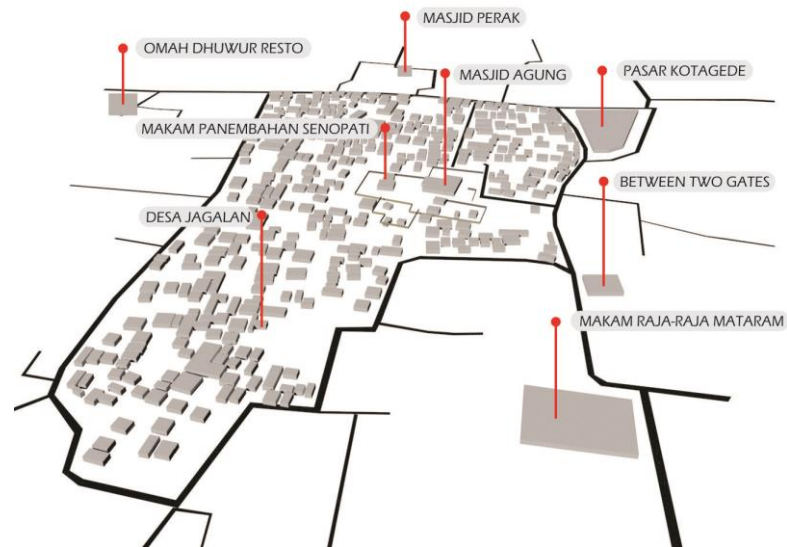 MASJID PERAK
OMAH DHUWUR RESTO
MASJID AGUNG
PASAR KOTAGEDE
MAKAM PANEMBAHAN SENOPATI
BETWEEN TWO GATES
DESA JAGALAN
MAKAM RAJA-RAJA MATARAM